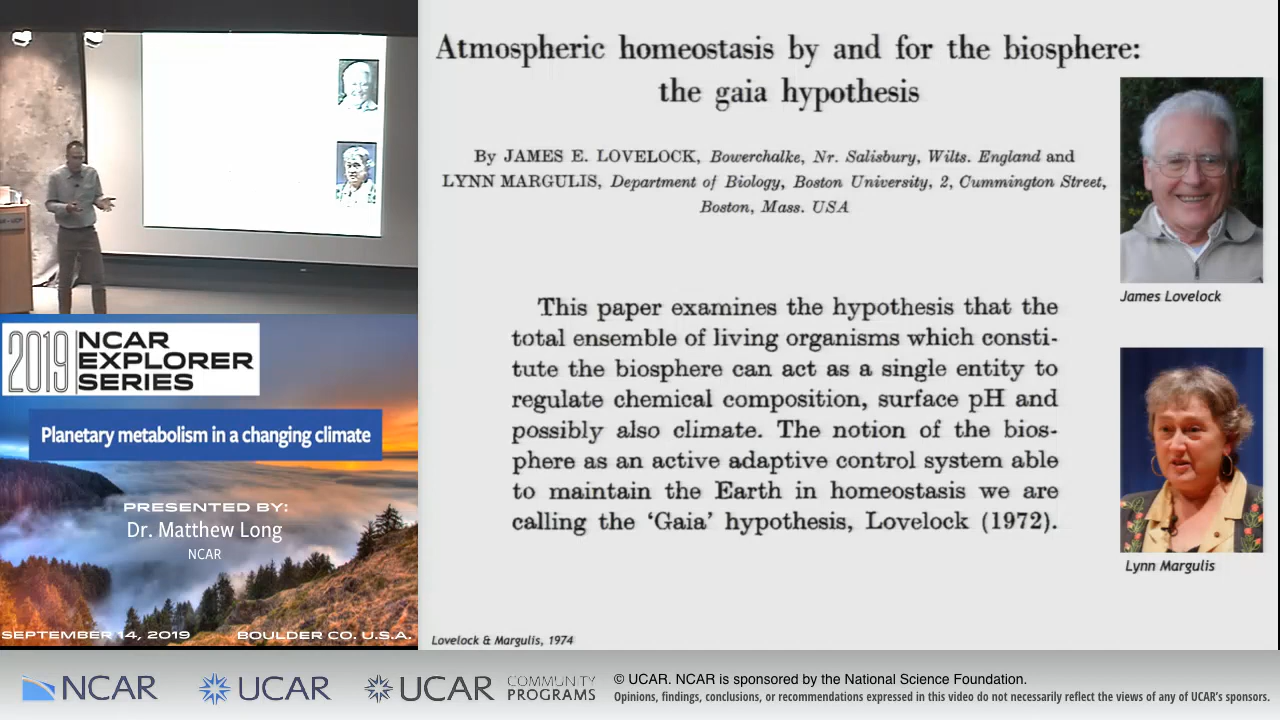 2019
NCAR
EXPLORER
SERIES
Planetary metabolism in a changing climate
PRESENTED BY:
Dr. Matthew Long
NCAR
SEPTEMBER 14, 2019
BOULDER CO. U.S.A.
Atmospheric homeostasis by and for the biosphere:
the gaia hypothesis
By JAMES E. LOVELOCK, Bowerchalke, Nr. Salisbury, Wilts. England and
LYNN MARGULIS, Department of Biology, Boston University, 2, Cummington Street,
Boston, Mass. USA
This paper examines the hypothesis that the
total ensemble of living organisms which consti-
tute the biosphere can act as a single entity to
regulate chemical composition, surface pH and
possibly also climate. The notion of the bios-
phere as an active adaptive control system able
to maintain the Earth in homeostasis we are
calling the ‘Gaia’ hypothesis, Lovelock (1972).
James Lovelock
Lynn Margulis
Lovelock & Margulis, 1974
NCAR
UCAR
UCAR
COMMUNITY
PROGRAMS
© UCAR. NCAR is sponsored by the National Science Foundation.
Opinions, findings, conclusions, or recommendations expressed in this video do not necessarily reflect the views of any of UCAR's sponsors.